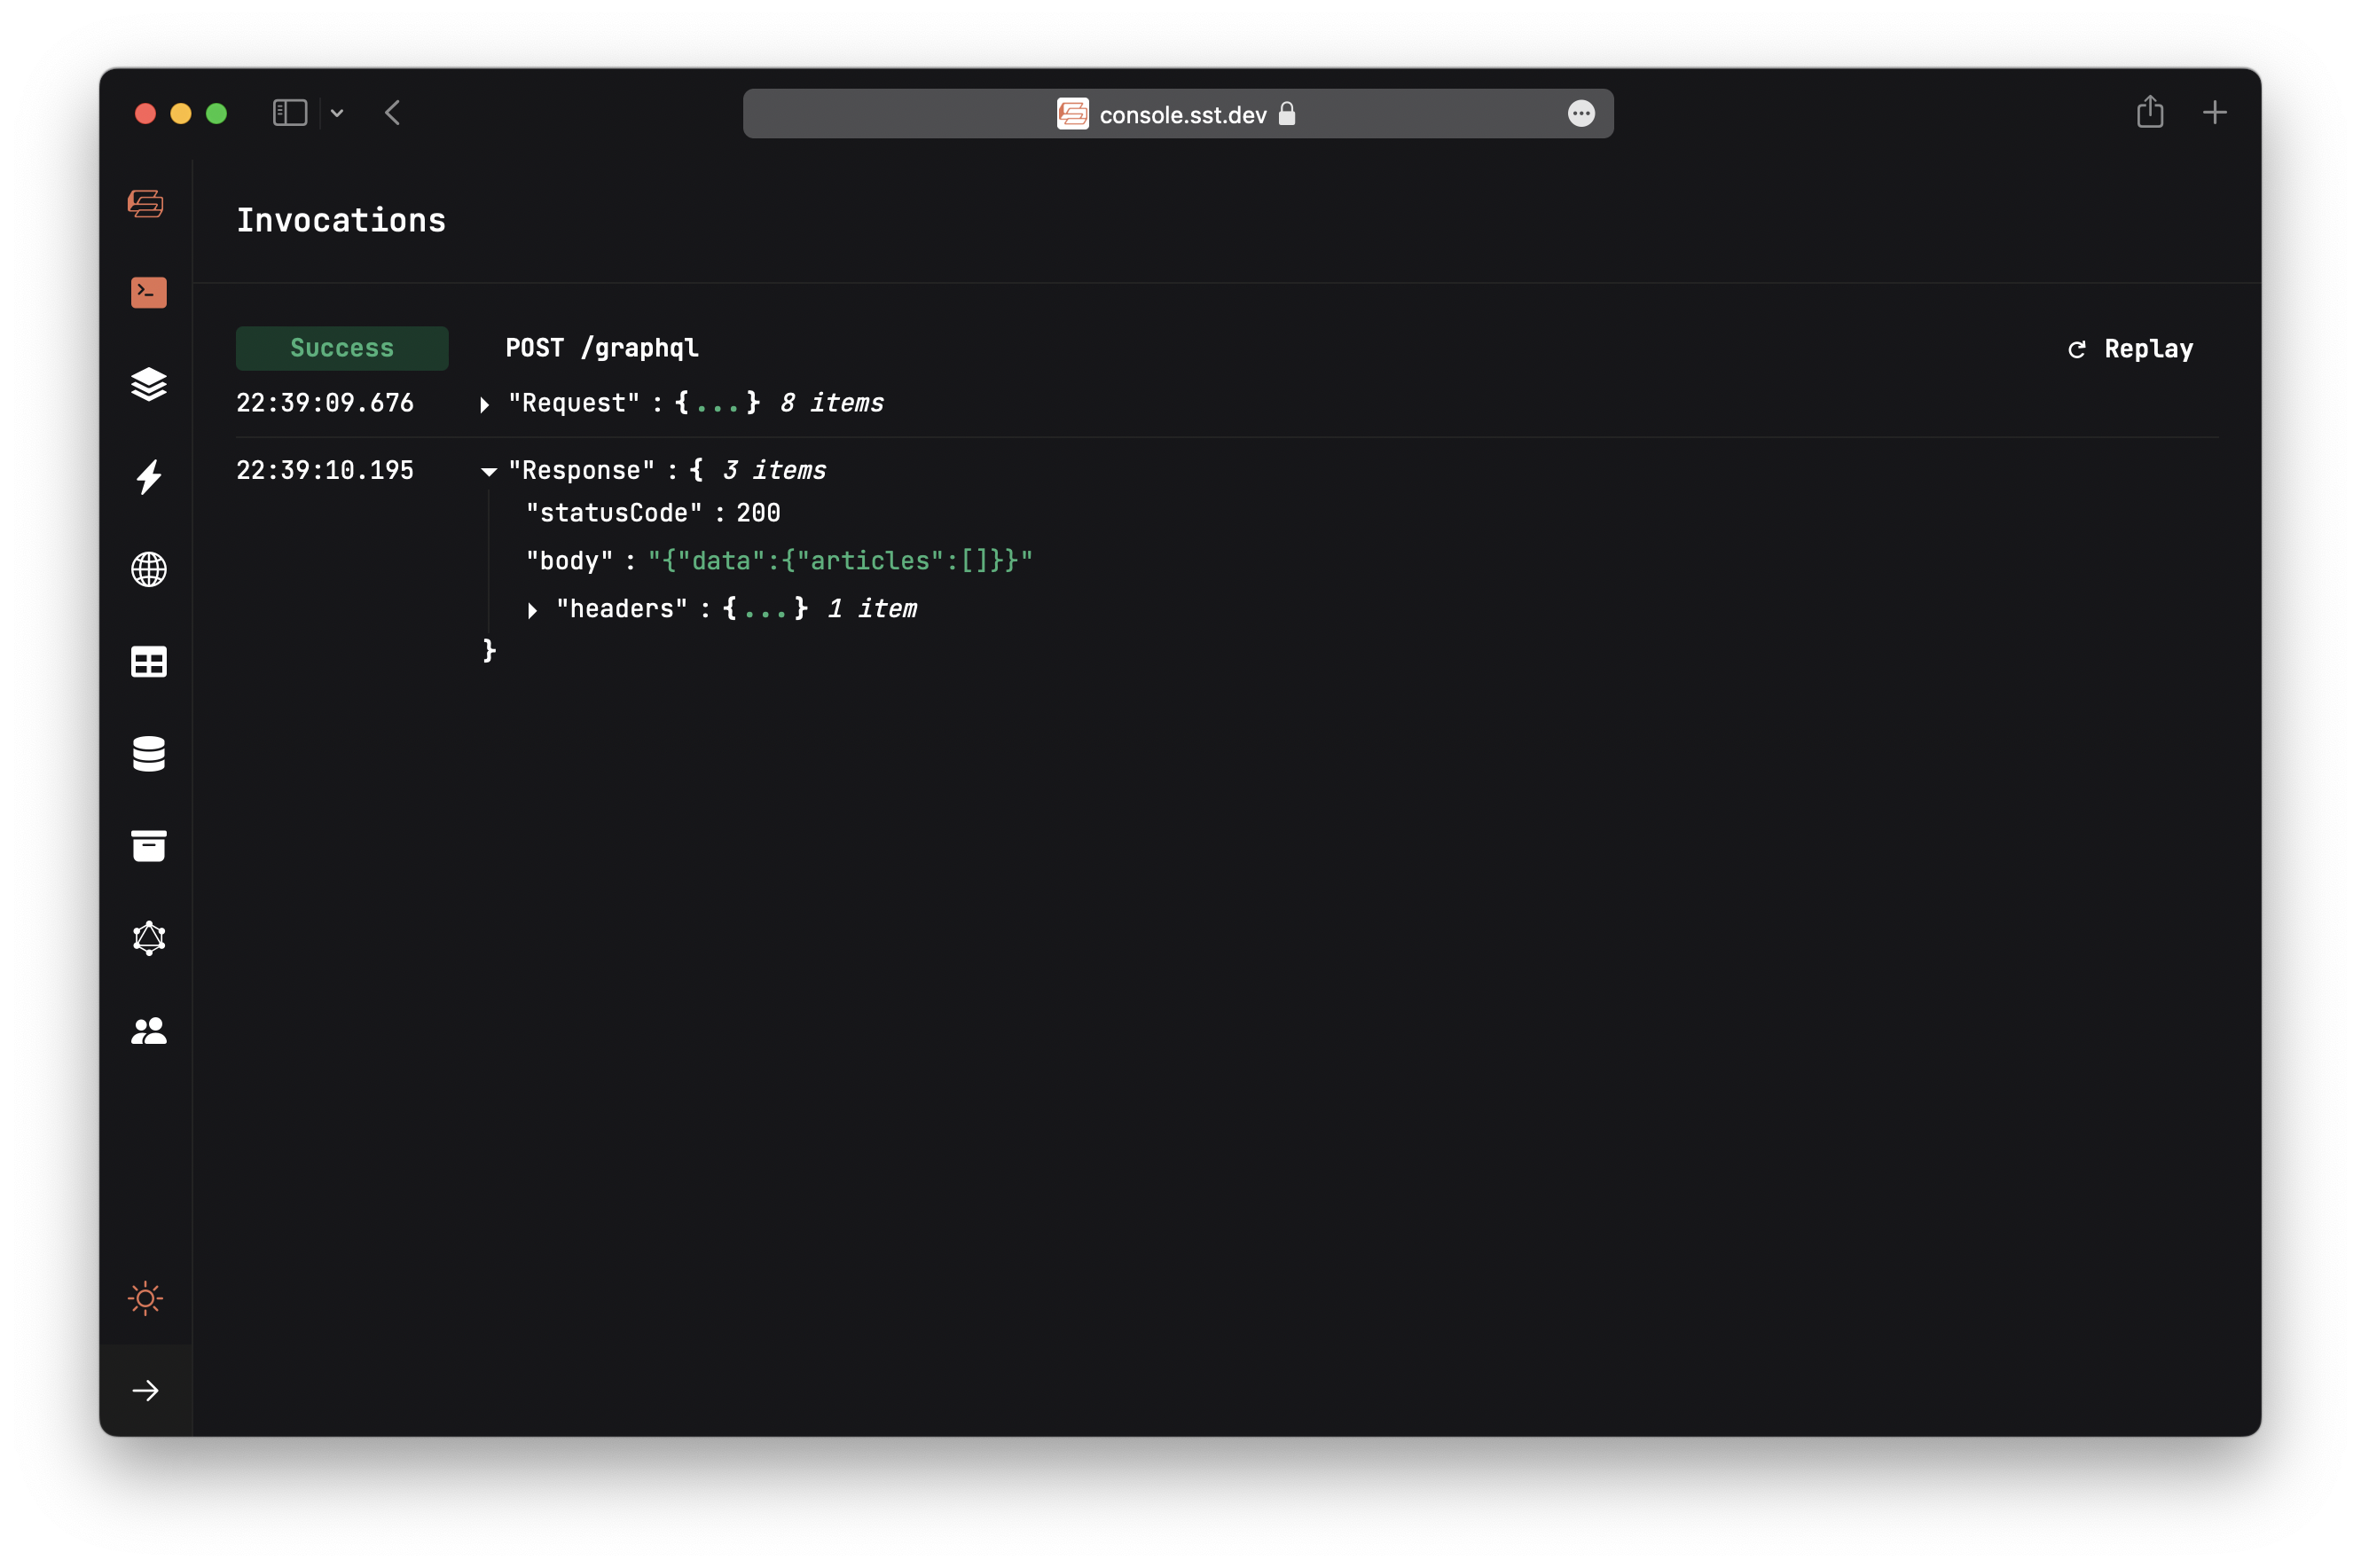 console.sst.dev
Invocations
Success POST /graphql Replay
22:39:09.676 "Request" : {...} 8 items
22:39:10.195 "Response" : { 3 items
"statusCode" : 200
"body" : "{"data":{"articles":[]}}"
"headers" : {...} 1 item
}